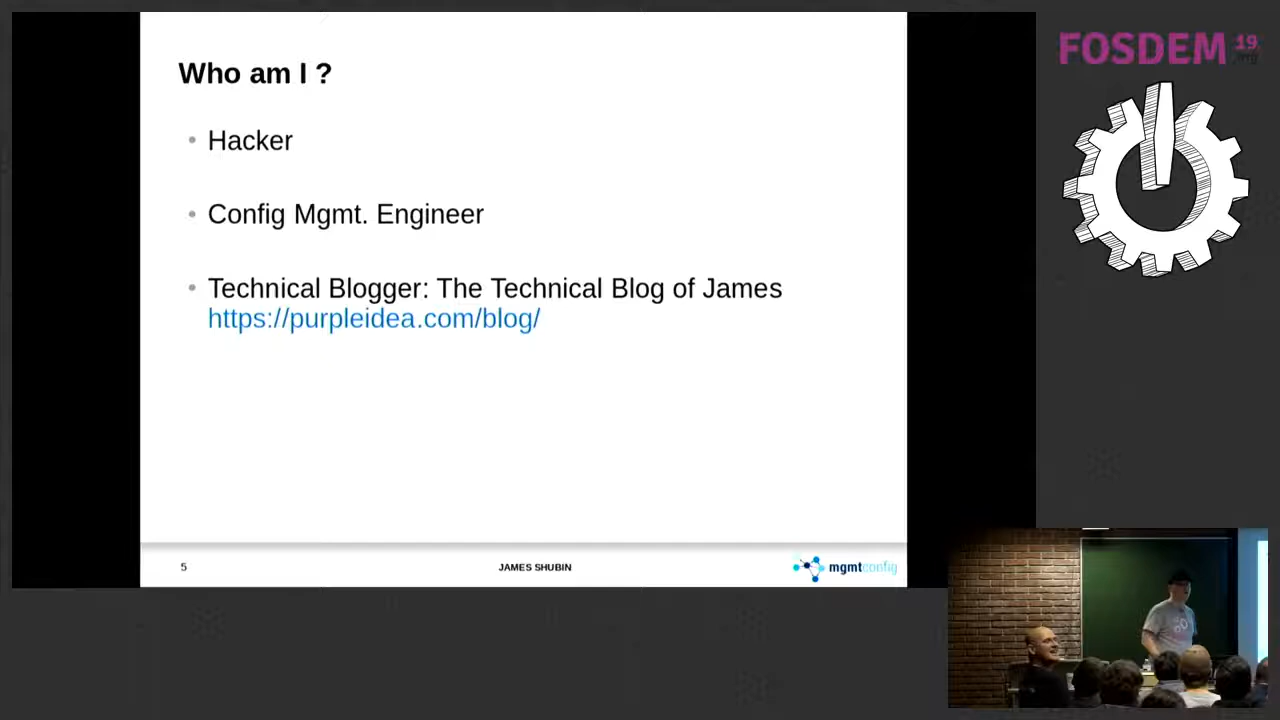 Who am I ?
Hacker
Config Mgmt. Engineer
Technical Blogger: The Technical Blog of James
https://purpleidea.com/blog/
5
JAMES SHUBIN
mgmtconfig
FOSDEM 19
.org